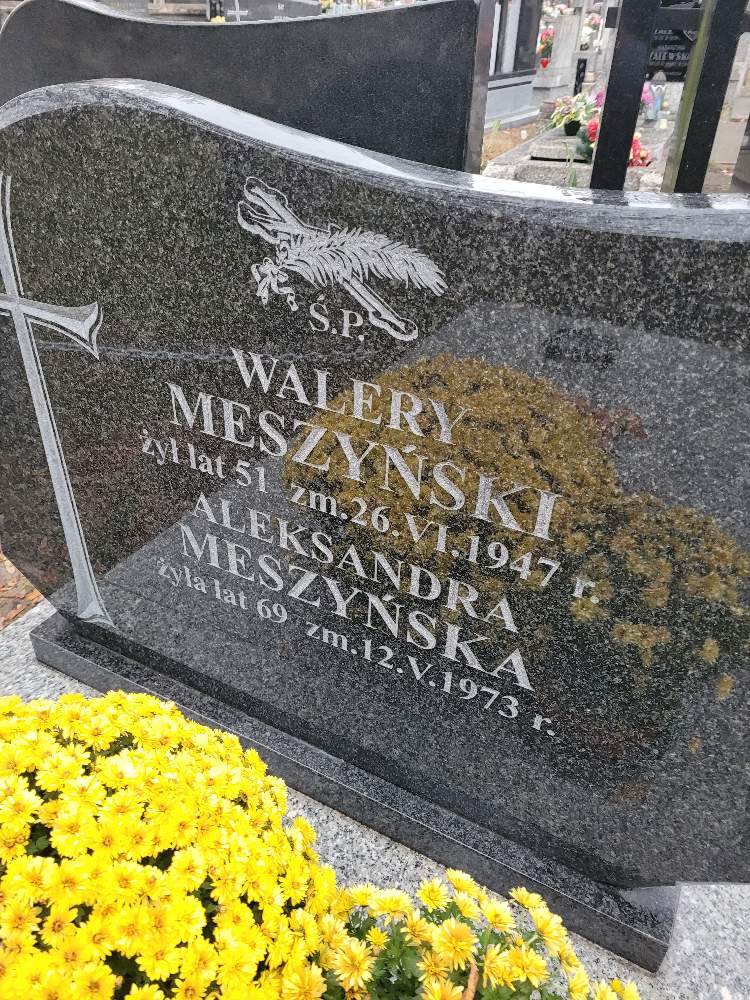 Ś.P.
WALERY
MESZYŃSKI
żył lat 51 zm.26.VI.1947 r.
ALEKSANDRA
MESZYŃSKA
żyła lat 69 zm.12.V.1973 r.